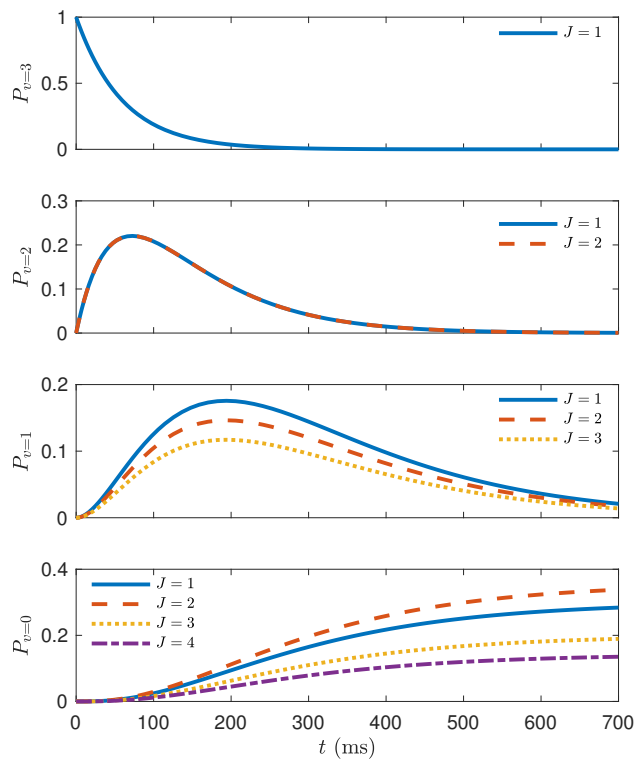 1
0.5
0
P_{v=3}
J = 1
0.3
0.2
0.1
0
P_{v=2}
J = 1
J = 2
0.2
0.1
0
P_{v=1}
J = 1
J = 2
J = 3
0.4
0.2
0
P_{v=0}
J = 1
J = 2
J = 3
J = 4
0 100 200 300 400 500 600 700
t (ms)